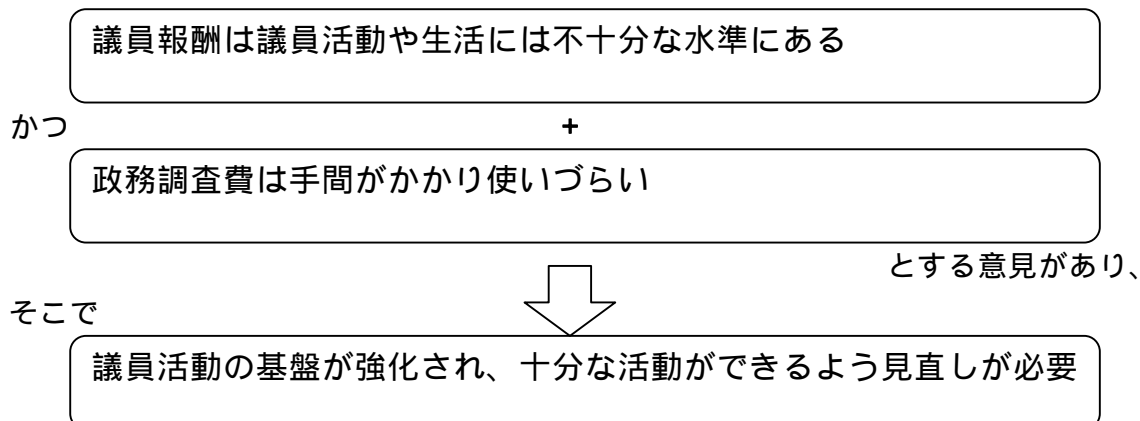 議員報酬は議員活動や生活には不十分な水準にある
かつ
+
政務調査費は手間がかかり使いづらい
とする意見があり、
そこで
議員活動の基盤が強化され、十分な活動ができるよう見直しが必要